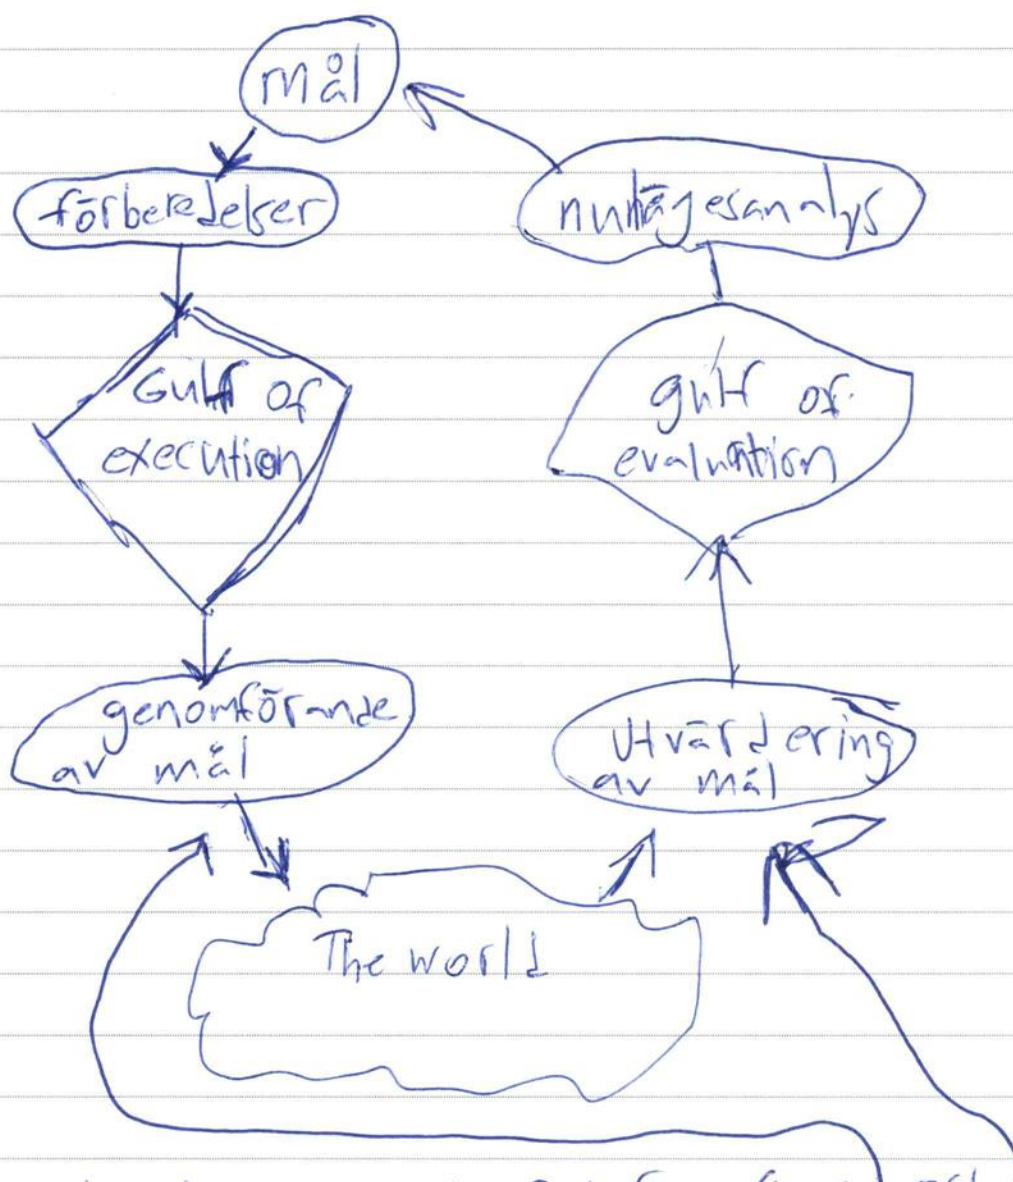 mål
förberedelser
nulägesanalys
Gulf of
execution
gulf of
evaluation
genomförande
av mål
Utvärdering
av mål
The world